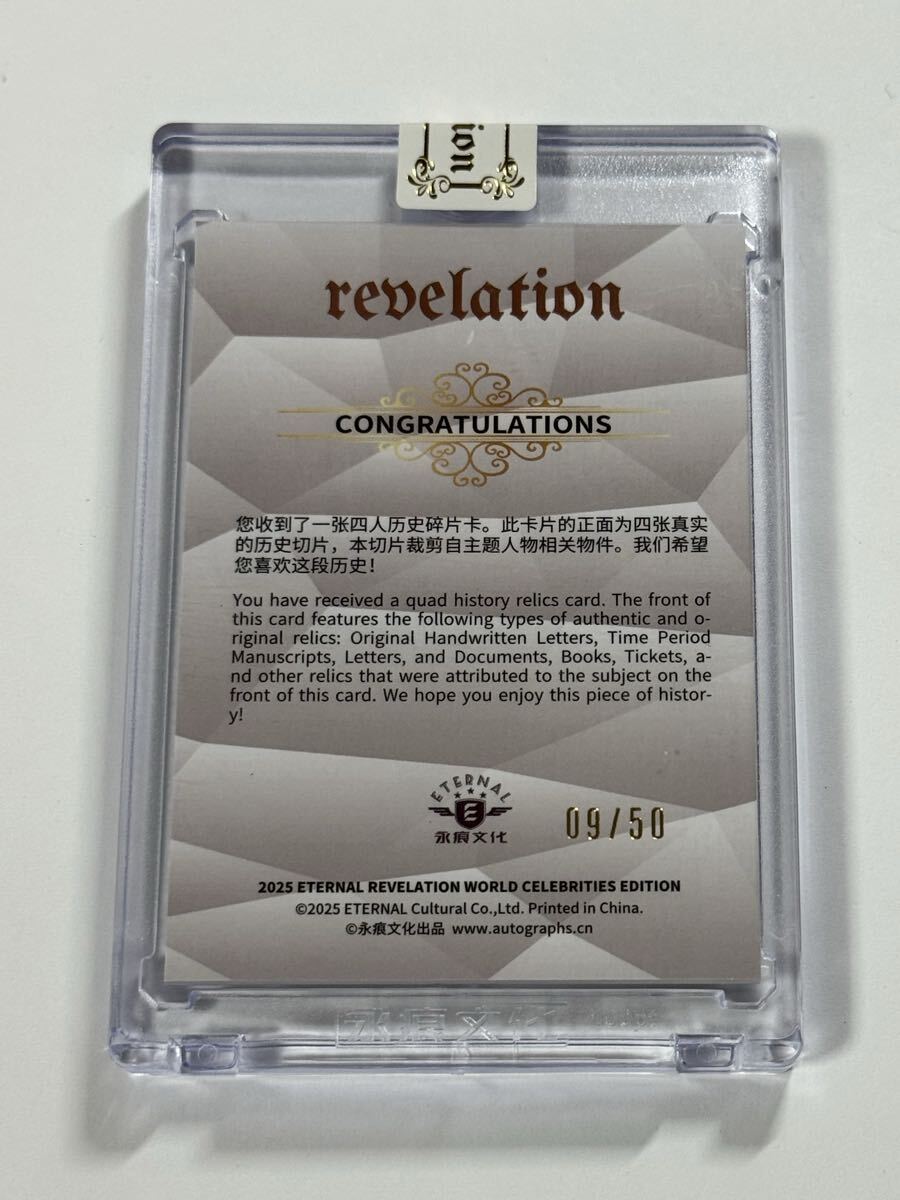 ion
revelation
CONGRATULATIONS
您收到了一张四人历史碎片卡。此卡片的正面为四张真实
的历史切片，本切片裁剪自主题人物相关物件。我们希望
您喜欢这段历史！
You have received a quad history relics card. The front of
this card features the following types of authentic and o-
riginal relics: Original Handwritten Letters, Time Period
Manuscripts, Letters, and Documents, Books, Tickets, a-
nd other relics that were attributed to the subject on the
front of this card. We hope you enjoy this piece of histor-
y!
ETERNAL
永痕文化
09/50
2025 ETERNAL REVELATION WORLD CELEBRITIES EDITION
©2025 ETERNAL Cultural Co.,Ltd. Printed in China.
©永痕文化出品 www.autographs.cn
永痕文化